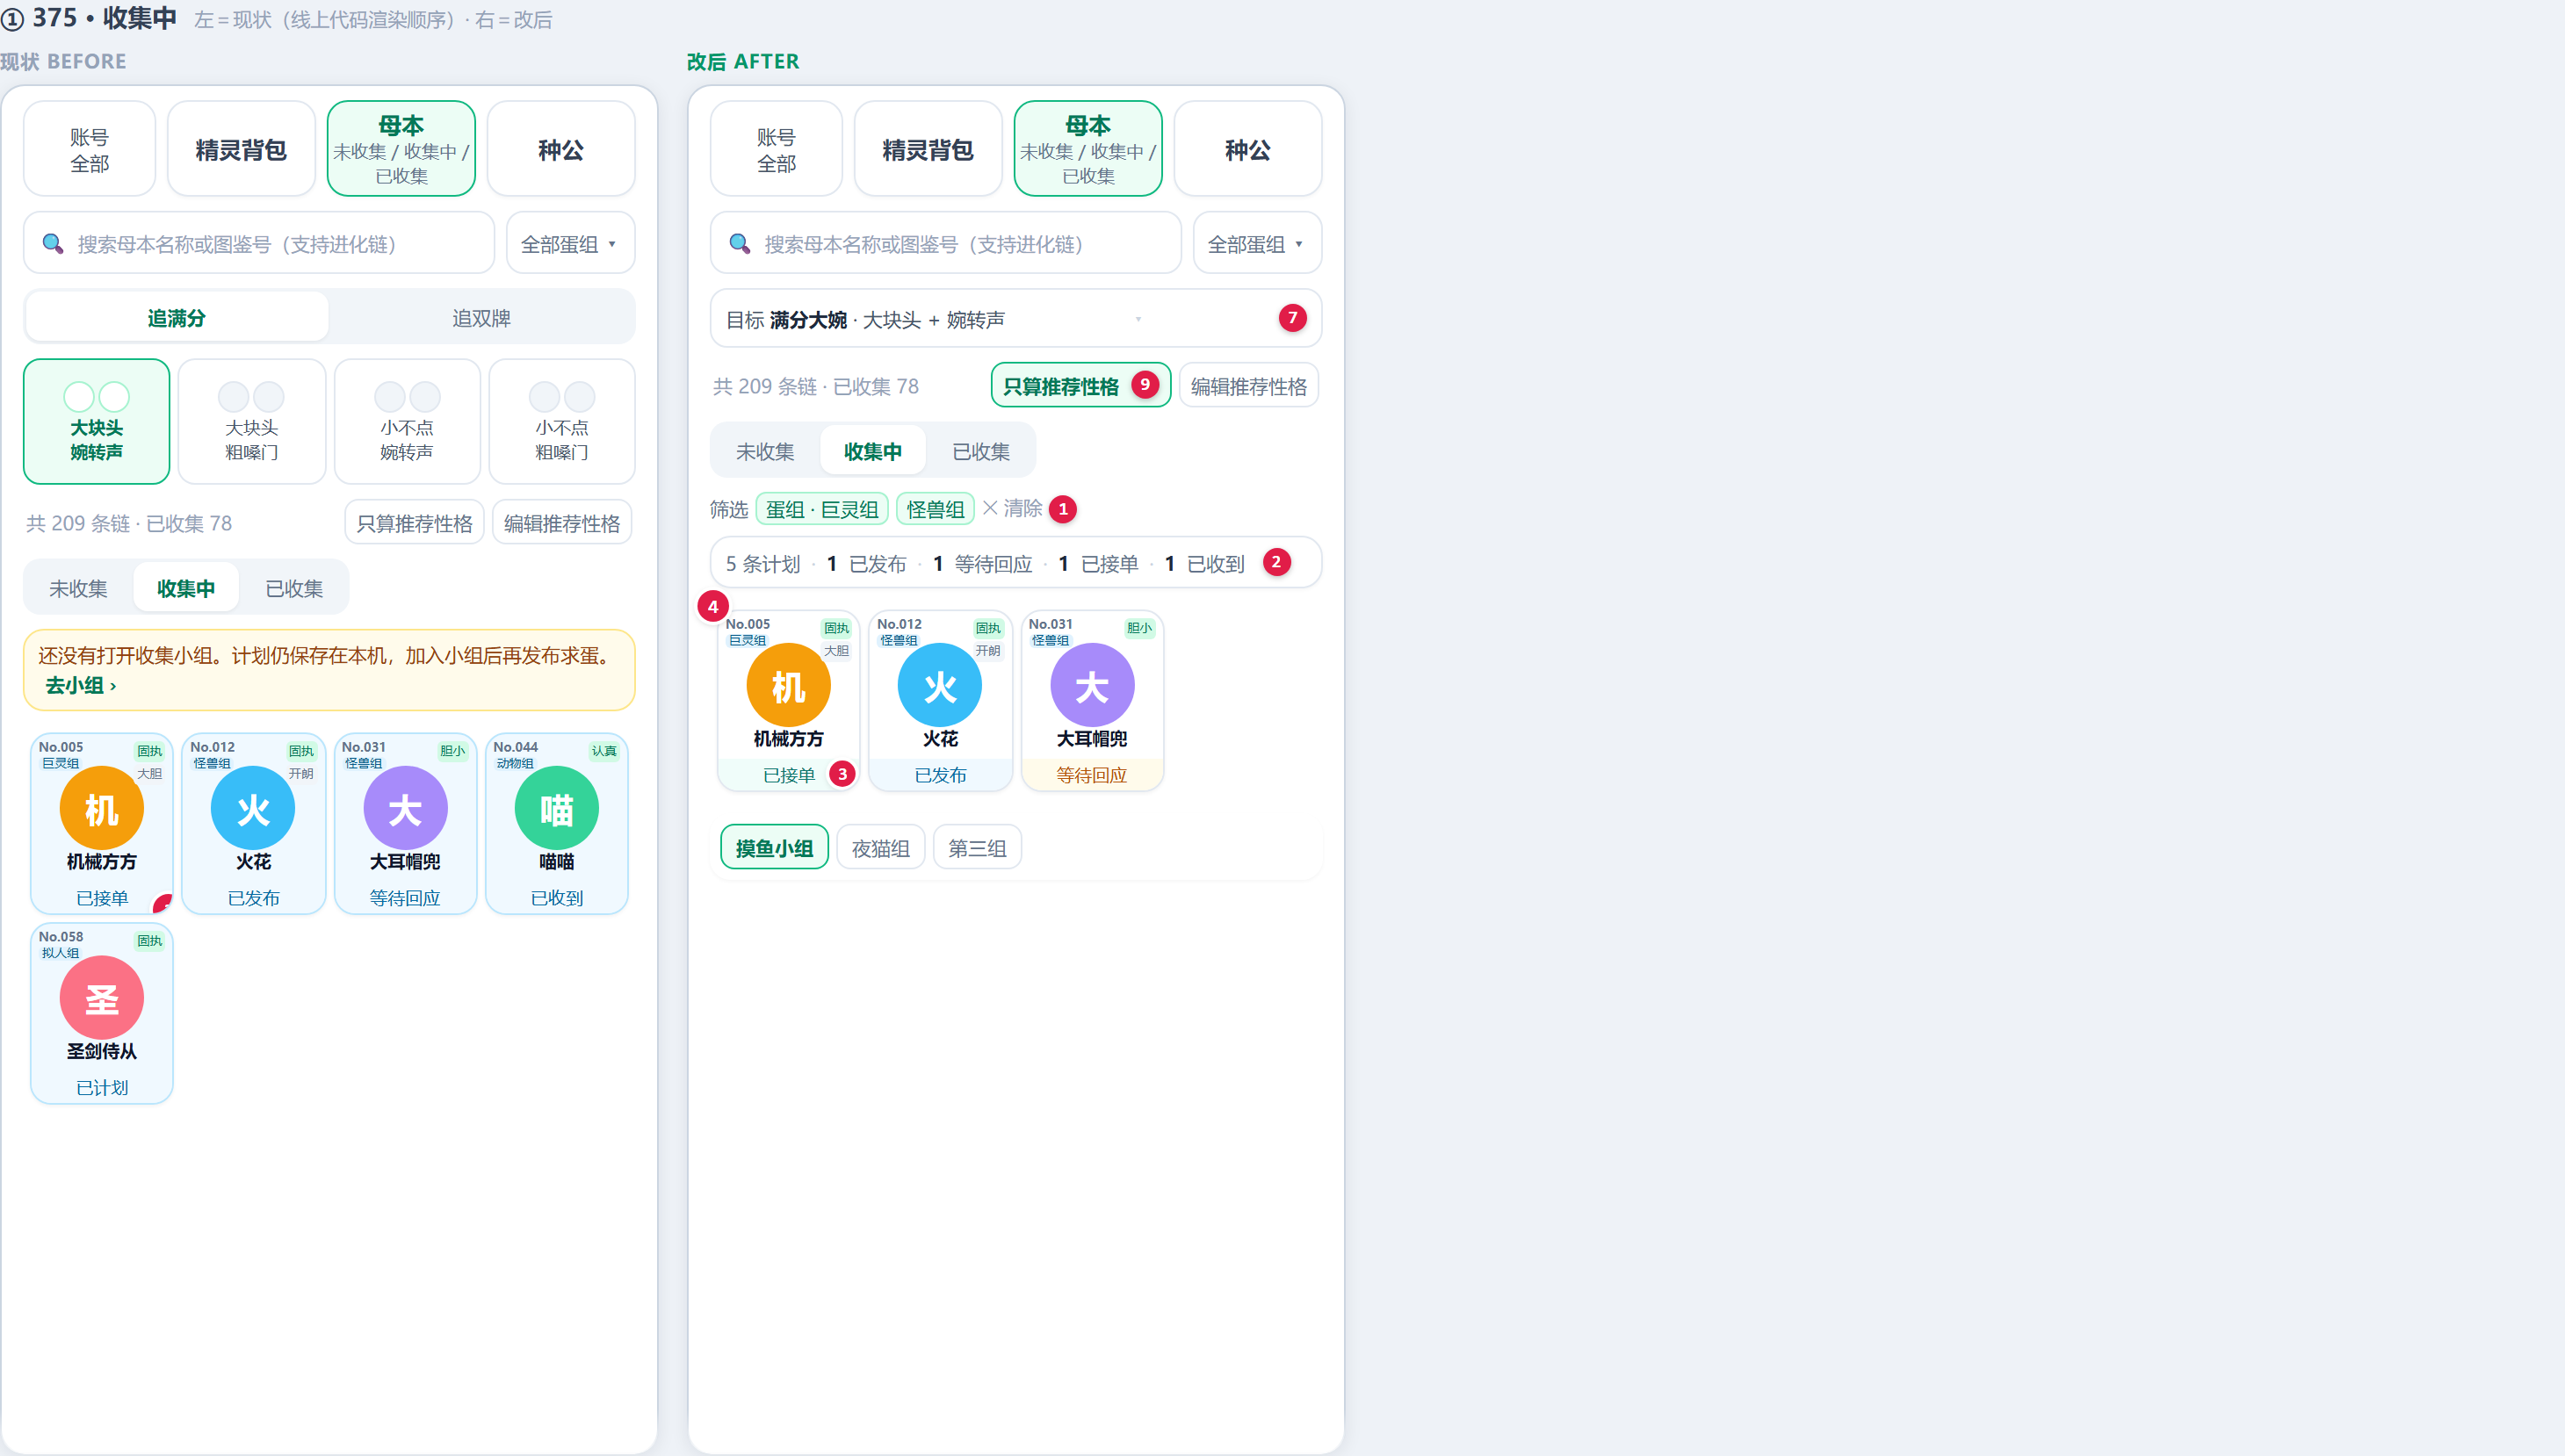 ① 375 • 收集中 左=现状（线上代码渲染顺序）· 右=改后
现状 BEFORE
账号
全部
精灵背包
母本
未收集 / 收集中 /
已收集
种公
🔍 搜索母本名称或图鉴号（支持进化链）
全部蛋组 ▾
追满分
追双牌
大块头
婉转声
大块头
粗嗓门
小不点
婉转声
小不点
粗嗓门
共 209 条链 · 已收集 78
只算推荐性格
编辑推荐性格
未收集
收集中
已收集
还没有打开收集小组。计划仍保存在本机，加入小组后再发布求蛋。
去小组 ›
No.005
巨灵组
固执
大胆
机
机械方方
已接单
No.012
怪兽组
固执
开朗
火
火花
已发布
No.031
怪兽组
胆小
大
大耳帽兜
等待回应
No.044
动物组
认真
喵
喵喵
已收到
No.058
拟人组
固执
圣
圣剑侍从
已计划
改后 AFTER
账号
全部
精灵背包
母本
未收集 / 收集中 /
已收集
种公
🔍 搜索母本名称或图鉴号（支持进化链）
全部蛋组 ▾
目标 满分大婉 · 大块头 + 婉转声 ▾ 7
共 209 条链 · 已收集 78
只算推荐性格 9
编辑推荐性格
未收集
收集中
已收集
筛选 蛋组 · 巨灵组 怪兽组 ✕ 清除 1
5 条计划 · 1 已发布 · 1 等待回应 · 1 已接单 · 1 已收到 2
4
No.005
巨灵组
固执
大胆
机
机械方方
已接单 3
No.012
怪兽组
固执
开朗
火
火花
已发布
No.031
怪兽组
胆小
大
大耳帽兜
等待回应
摸鱼小组
夜猫组
第三组